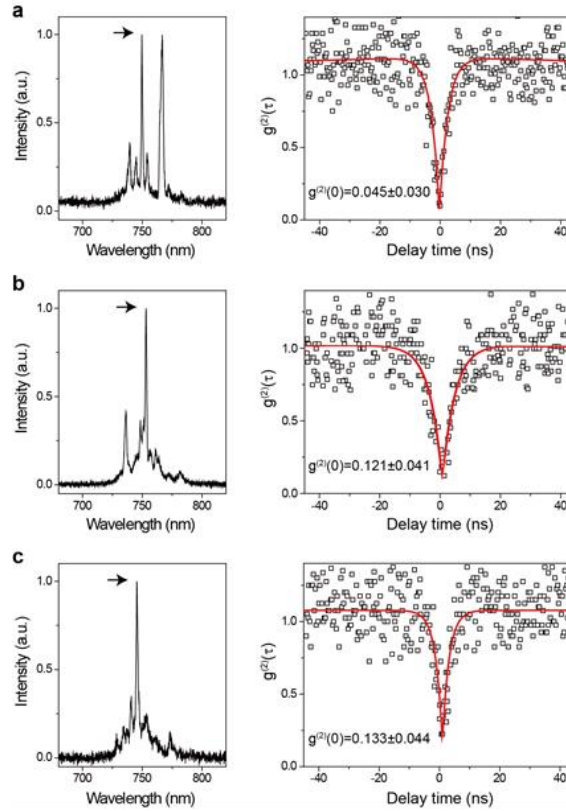 a
Intensity (a.u.)
1.0
0.5
0.0
700 750 800
Wavelength (nm)
g(2)(τ)
1.0
0.5
0.0
g(2)(0)=0.045±0.030
-40 -20 0 20 40
Delay time (ns)
b
Intensity (a.u.)
1.0
0.5
0.0
700 750 800
Wavelength (nm)
g(2)(τ)
1.0
0.5
0.0
g(2)(0)=0.121±0.041
-40 -20 0 20 40
Delay time (ns)
c
Intensity (a.u.)
1.0
0.5
0.0
700 750 800
Wavelength (nm)
g(2)(τ)
1.0
0.5
0.0
g(2)(0)=0.133±0.044
-40 -20 0 20 40
Delay time (ns)